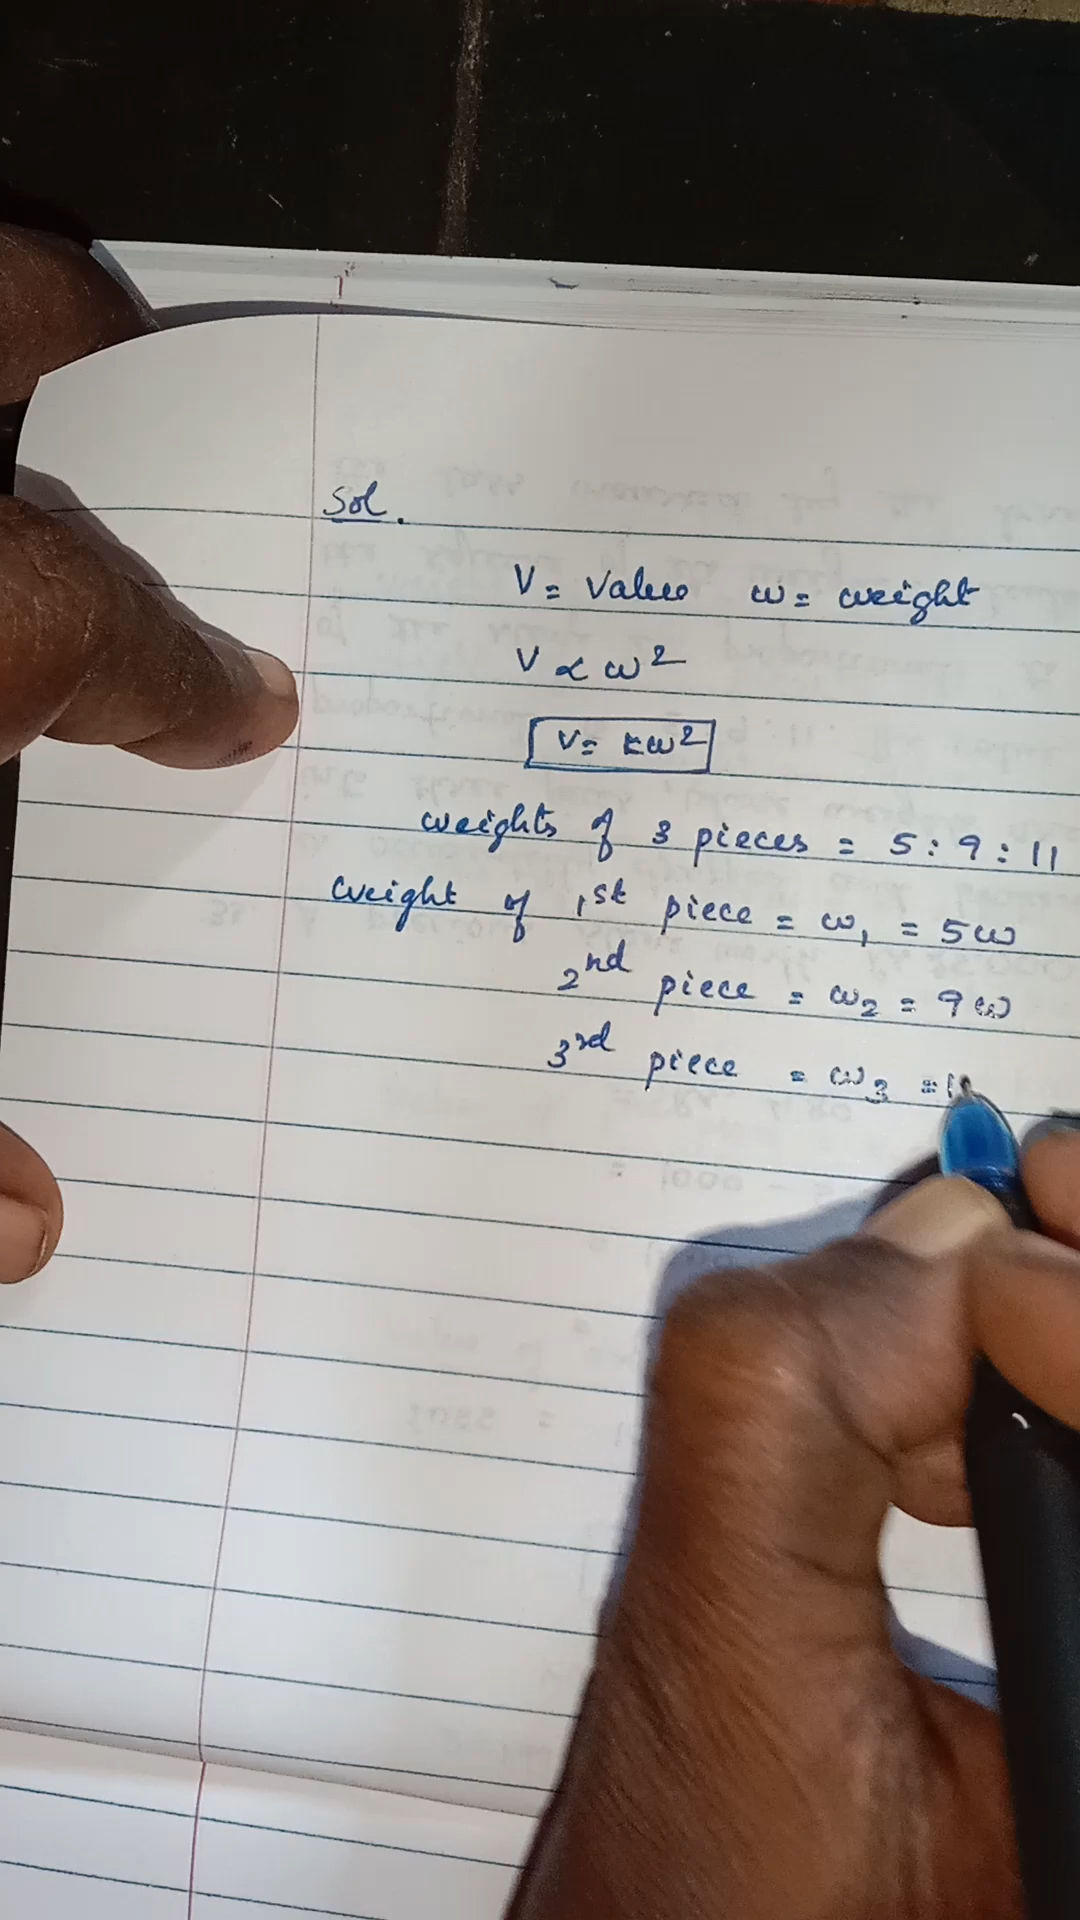 Sol.
V = Value w = weight
V ∝ w²
V = kw²
weights of 3 pieces = 5 : 9 : 11
weight of 1st piece = w₁ = 5w
2nd piece = w₂ = 9w
3rd piece = w₃ = 1